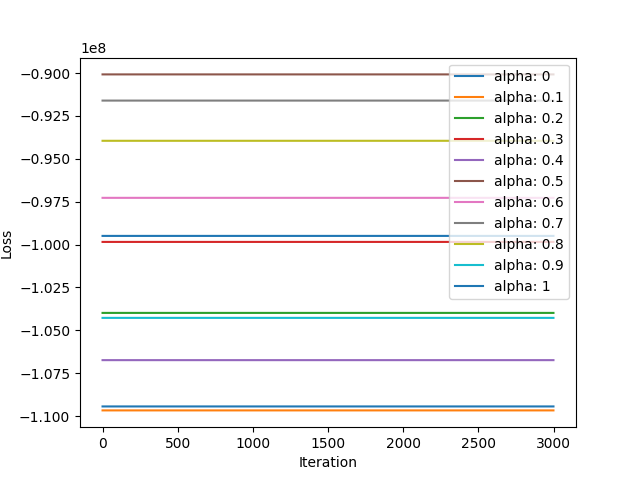 1e8
−0.900
−0.925
−0.950
−0.975
−1.000
−1.025
−1.050
−1.075
−1.100
Loss
0 500 1000 1500 2000 2500 3000
Iteration
alpha: 0
alpha: 0.1
alpha: 0.2
alpha: 0.3
alpha: 0.4
alpha: 0.5
alpha: 0.6
alpha: 0.7
alpha: 0.8
alpha: 0.9
alpha: 1